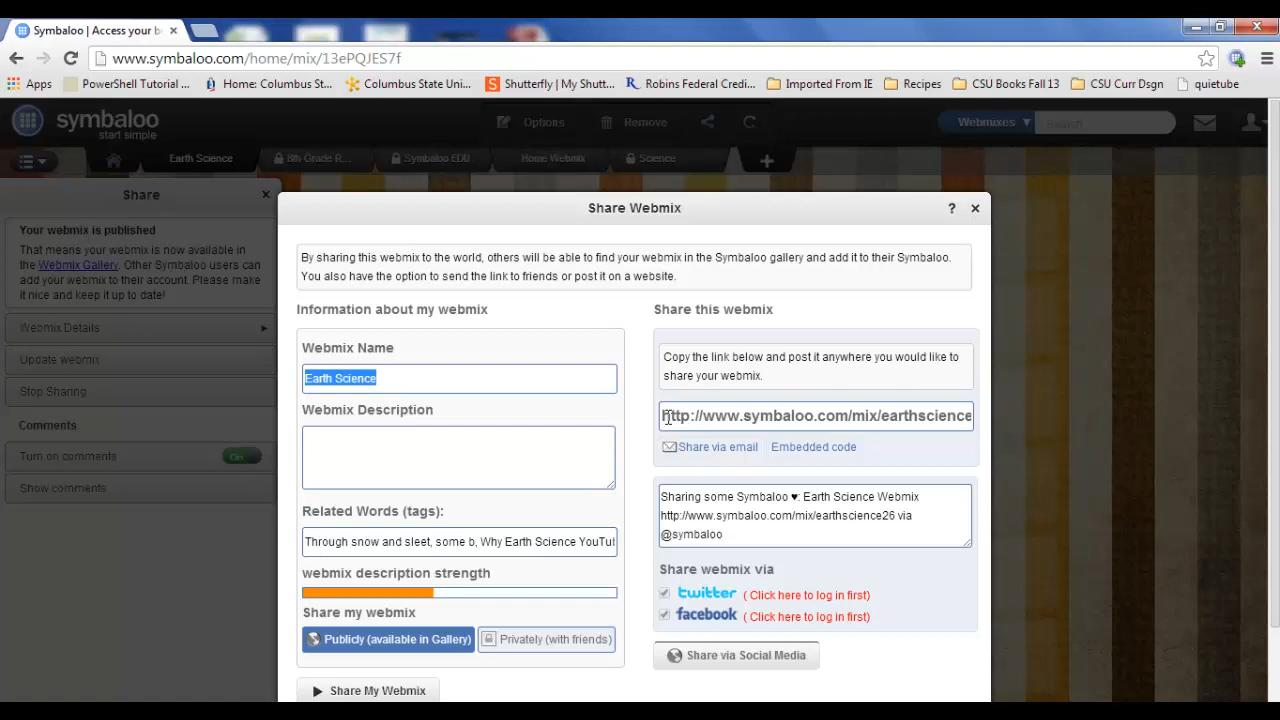 Symbaloo | Access your b
www.symbaloo.com/home/mix/13ePQJES7f
Apps
PowerShell Tutorial ...
Home: Columbus St...
Columbus State Uni...
Shutterfly | My Shutt...
Robins Federal Credi...
Imported From IE
Recipes
CSU Books Fall 13
CSU Curr Dsgn
quietube
symbaloo
start simple
Options
Remove
Webmixes
Search
Earth Science
8th Grade R...
Symbaloo EDU
Home Webmix
Science
Share
Your webmix is published
That means your webmix is now available in
the Webmix Gallery. Other Symbaloo users can
add your webmix to their account. Please make
it nice and keep it up to date!
Webmix Details
Update webmix
Stop Sharing
Comments
Turn on comments
On
Show comments
Share Webmix
?
By sharing this webmix to the world, others will be able to find your webmix in the Symbaloo gallery and add it to their Symbaloo.
You also have the option to send the link to friends or post it on a website.
Information about my webmix
Webmix Name
Earth Science
Webmix Description
Related Words (tags):
Through snow and sleet, some b, Why Earth Science YouTub
webmix description strength
Share my webmix
Publicly (available in Gallery)
Privately (with friends)
Share My Webmix
Share this webmix
Copy the link below and post it anywhere you would like to
share your webmix.
http://www.symbaloo.com/mix/earthscience
Share via email
Embedded code
Sharing some Symbaloo ♥: Earth Science Webmix
http://www.symbaloo.com/mix/earthscience26 via
@symbaloo
Share webmix via
twitter ( Click here to log in first)
facebook ( Click here to log in first)
Share via Social Media